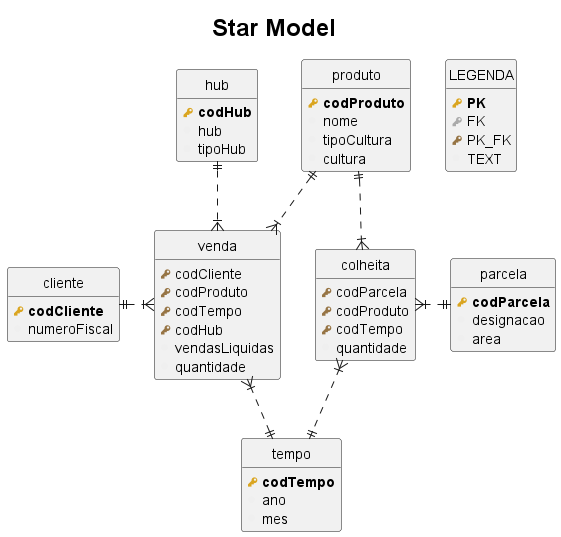 Star Model
hub
codHub
hub
tipoHub
produto
codProduto
nome
tipoCultura
cultura
LEGENDA
PK
FK
PK_FK
TEXT
cliente
codCliente
numeroFiscal
venda
codCliente
codProduto
codTempo
codHub
vendasLiquidas
quantidade
colheita
codParcela
codProduto
codTempo
quantidade
parcela
codParcela
designacao
area
tempo
codTempo
ano
mes